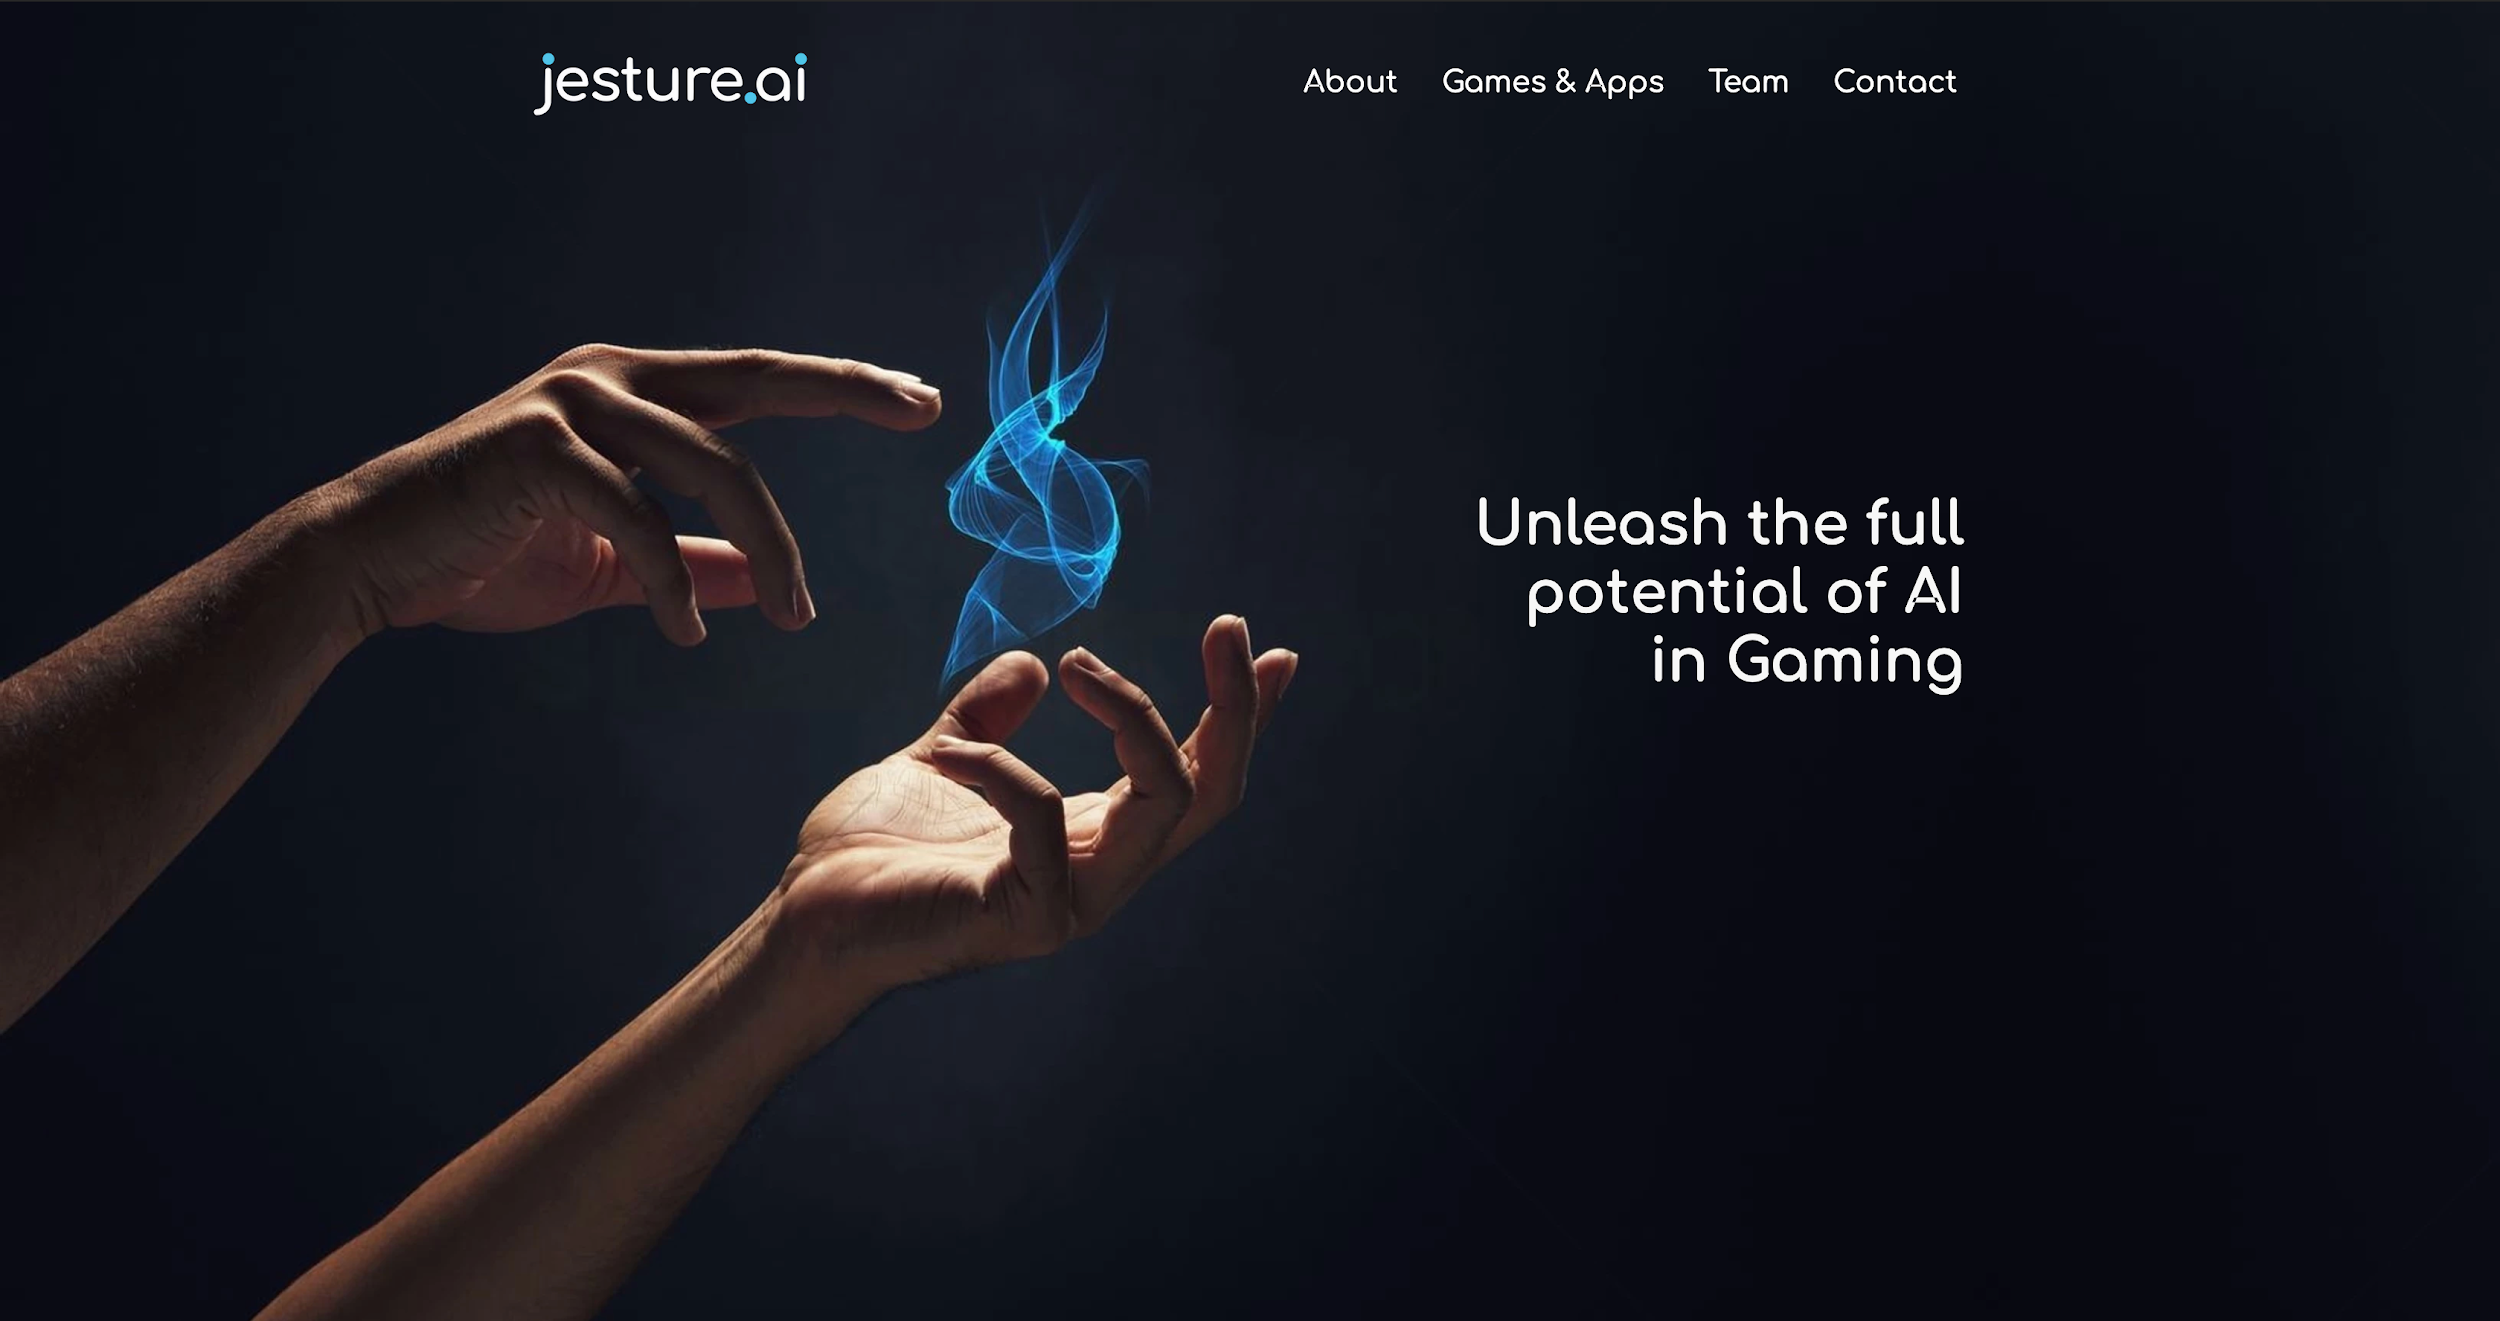 jesture.ai
About Games & Apps Team Contact
Unleash the full
potential of AI
in Gaming